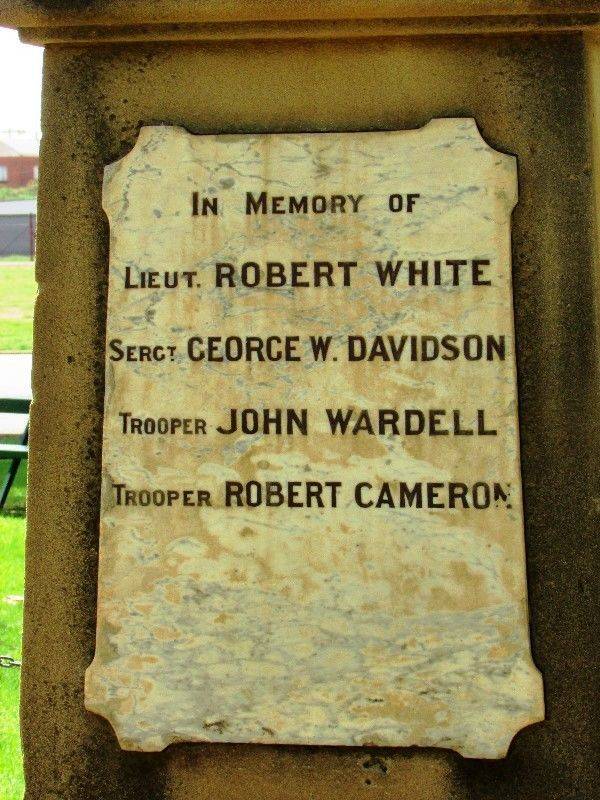 In Memory of
Lieut. ROBERT WHITE
Sergt GEORGE W. DAVIDSON
Trooper JOHN WARDELL
Trooper ROBERT CAMERON